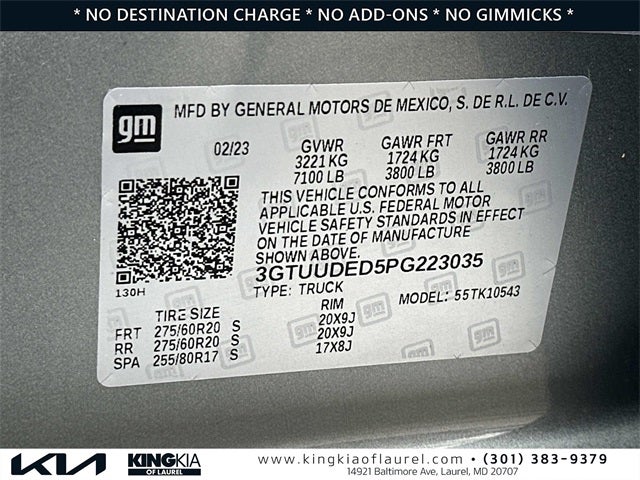 * NO DESTINATION CHARGE * NO ADD-ONS * NO GIMMICKS *
gm
MFD BY GENERAL MOTORS DE MEXICO, S. DE R.L. DE C.V.
02/23 GVWR GAWR FRT GAWR RR
3221 KG 1724 KG 1724 KG
7100 LB 3800 LB 3800 LB
THIS VEHICLE CONFORMS TO ALL
APPLICABLE U.S. FEDERAL MOTOR
VEHICLE SAFETY STANDARDS IN EFFECT
ON THE DATE OF MANUFACTURE
SHOWN ABOVE.
3GTUUDED5PG223035
130H
TYPE: TRUCK MODEL: 55TK10543
TIRE SIZE RIM
FRT 275/60R20 S 20X9J
RR 275/60R20 S 20X9J
SPA 255/80R17 S 17X8J
KIA
KING KIA
OF LAUREL
www.kingkiaoflaurel.com • (301) 383-9379
14921 Baltimore Ave, Laurel, MD 20707